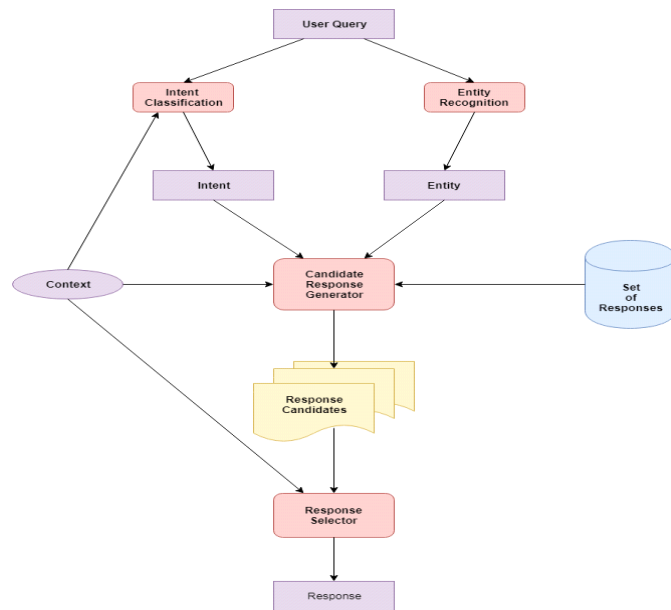 User Query
Intent
Classification
Entity
Recognition
Intent
Entity
Context
Candidate
Response
Generator
Set
of
Responses
Response
Candidates
Response
Selector
Response